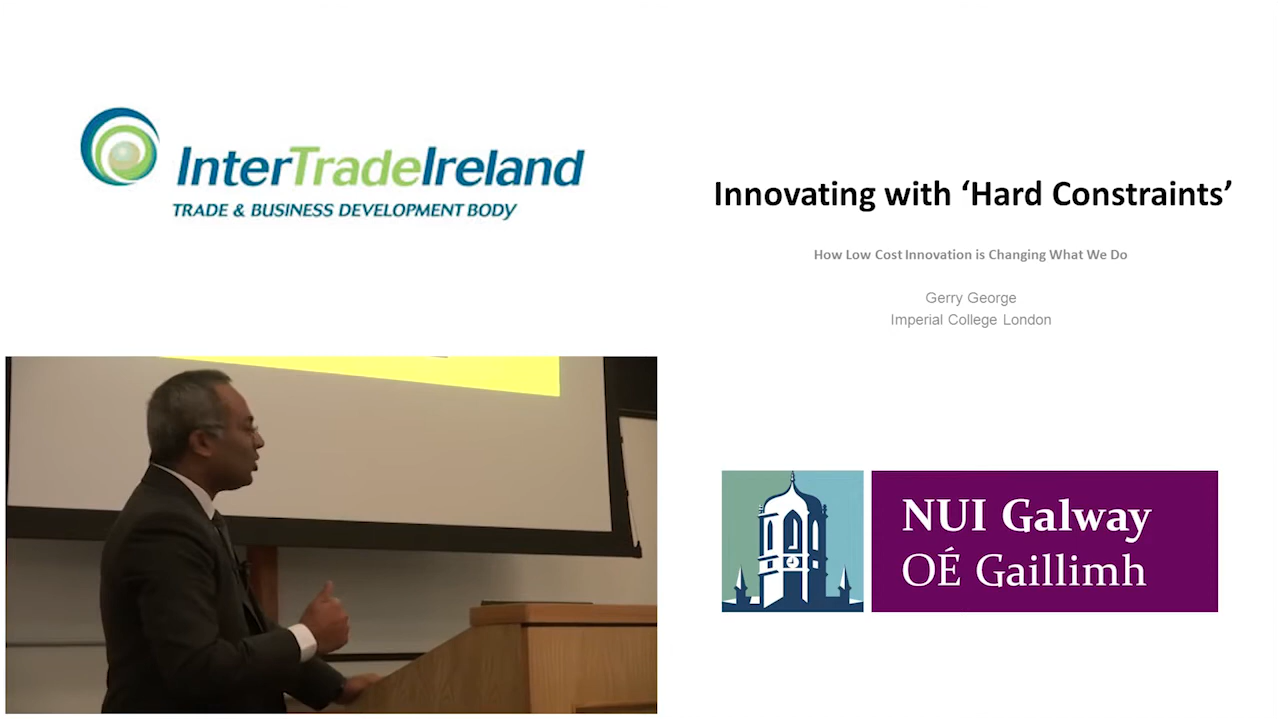 InterTradeIreland
TRADE & BUSINESS DEVELOPMENT BODY
Innovating with ‘Hard Constraints’
How Low Cost Innovation is Changing What We Do
Gerry George
Imperial College London
NUI Galway
OÉ Gaillimh